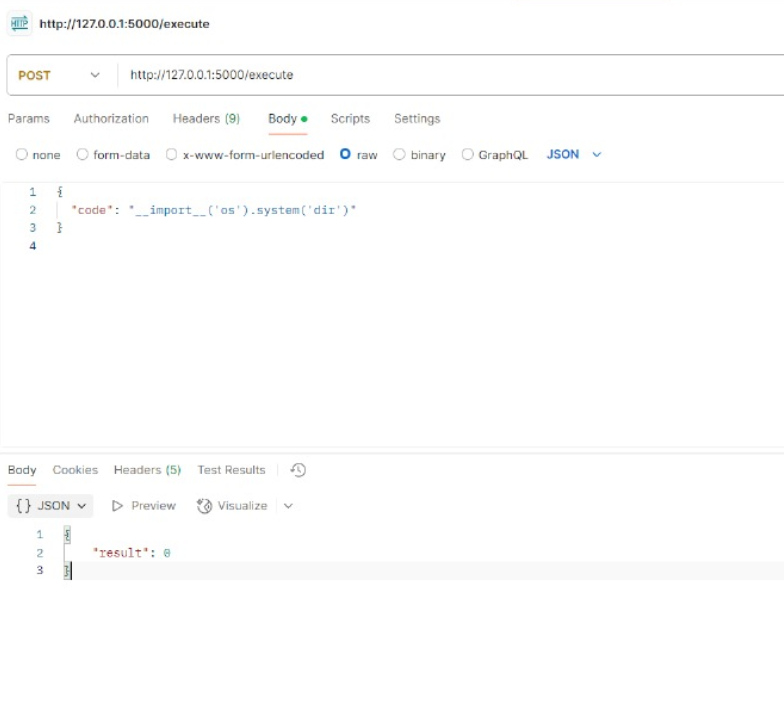 HTTP http://127.0.0.1:5000/execute
POST http://127.0.0.1:5000/execute
Params Authorization Headers (9) Body Scripts Settings
none form-data x-www-form-urlencoded raw binary GraphQL JSON
1 {
2 "code": "__import__('os').system('dir')"
3 }
4
Body Cookies Headers (5) Test Results
{} JSON Preview Visualize
1 {
2 "result": 0
3 }